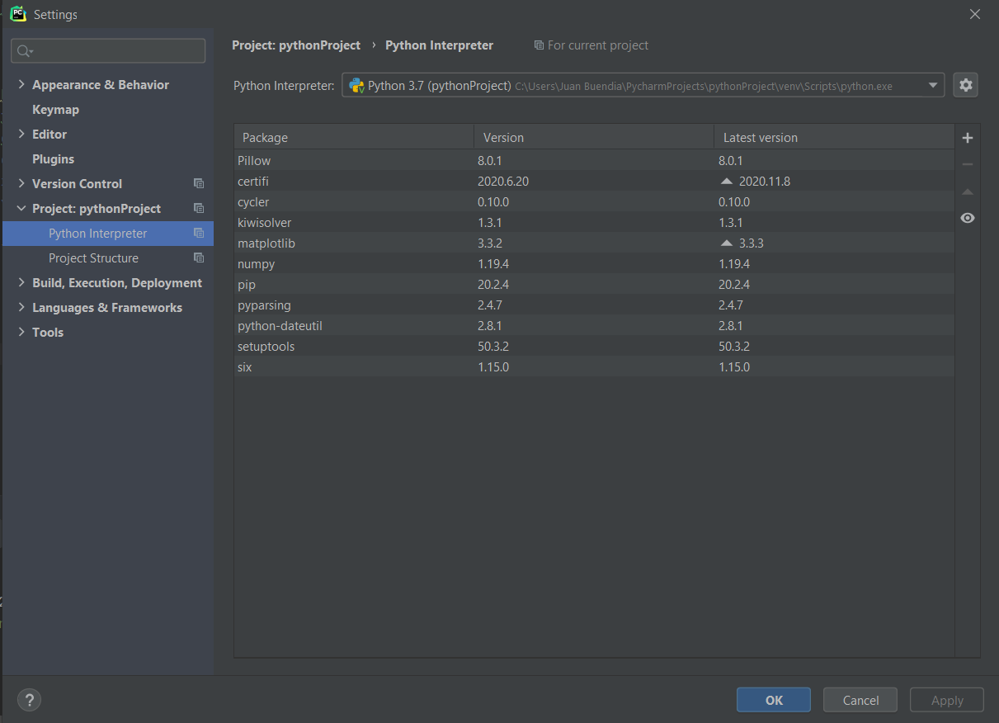 PC Settings
Project: pythonProject › Python Interpreter For current project
Appearance & Behavior
Keymap
Editor
Plugins
Version Control
Project: pythonProject
Python Interpreter
Project Structure
Build, Execution, Deployment
Languages & Frameworks
Tools
Python Interpreter: Python 3.7 (pythonProject) C:\Users\Juan Buendia\PycharmProjects\pythonProject\venv\Scripts\python.exe
Package Version Latest version
Pillow 8.0.1 8.0.1
certifi 2020.6.20 2020.11.8
cycler 0.10.0 0.10.0
kiwisolver 1.3.1 1.3.1
matplotlib 3.3.2 3.3.3
numpy 1.19.4 1.19.4
pip 20.2.4 20.2.4
pyparsing 2.4.7 2.4.7
python-dateutil 2.8.1 2.8.1
setuptools 50.3.2 50.3.2
six 1.15.0 1.15.0
? OK Cancel Apply